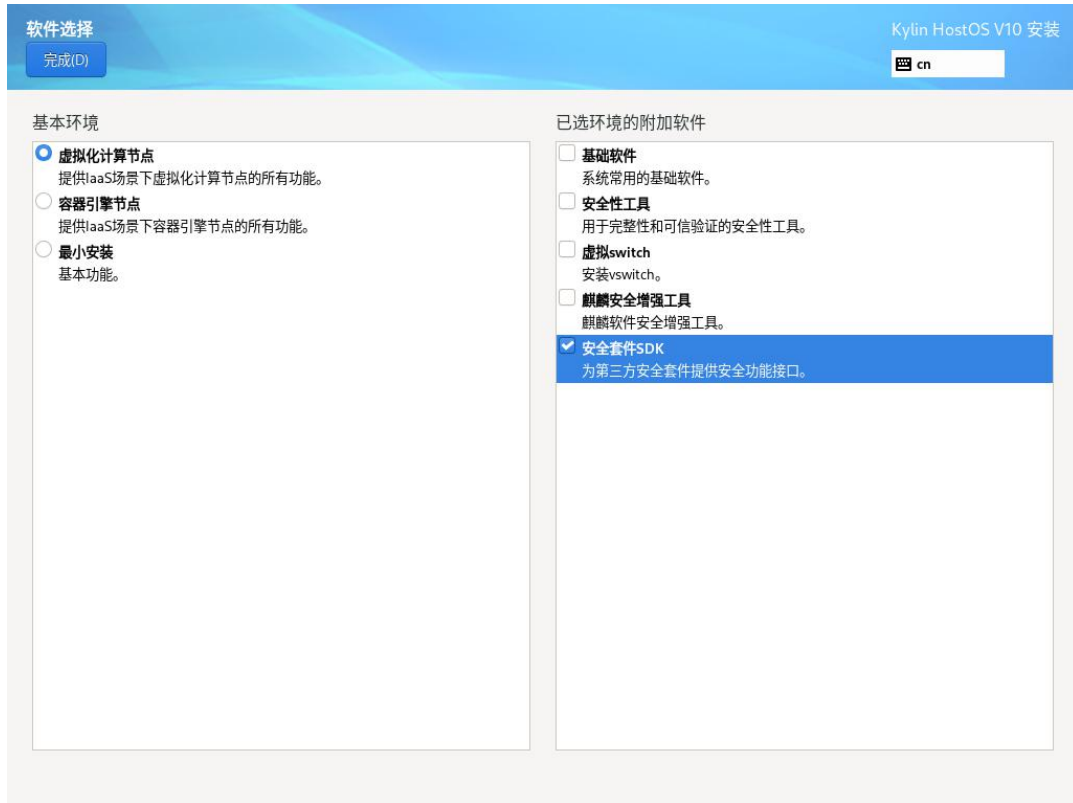 软件选择
Kylin HostOS V10 安装
完成(D)
cn
基本环境
虚拟化计算节点
提供IaaS场景下虚拟化计算节点的所有功能。
容器引擎节点
提供IaaS场景下容器引擎节点的所有功能。
最小安装
基本功能。
已选环境的附加软件
基础软件
系统常用的基础软件。
安全性工具
用于完整性和可信验证的安全性工具。
虚拟switch
安装vswitch。
麒麟安全增强工具
麒麟软件安全增强工具。
安全套件SDK
为第三方安全套件提供安全功能接口。